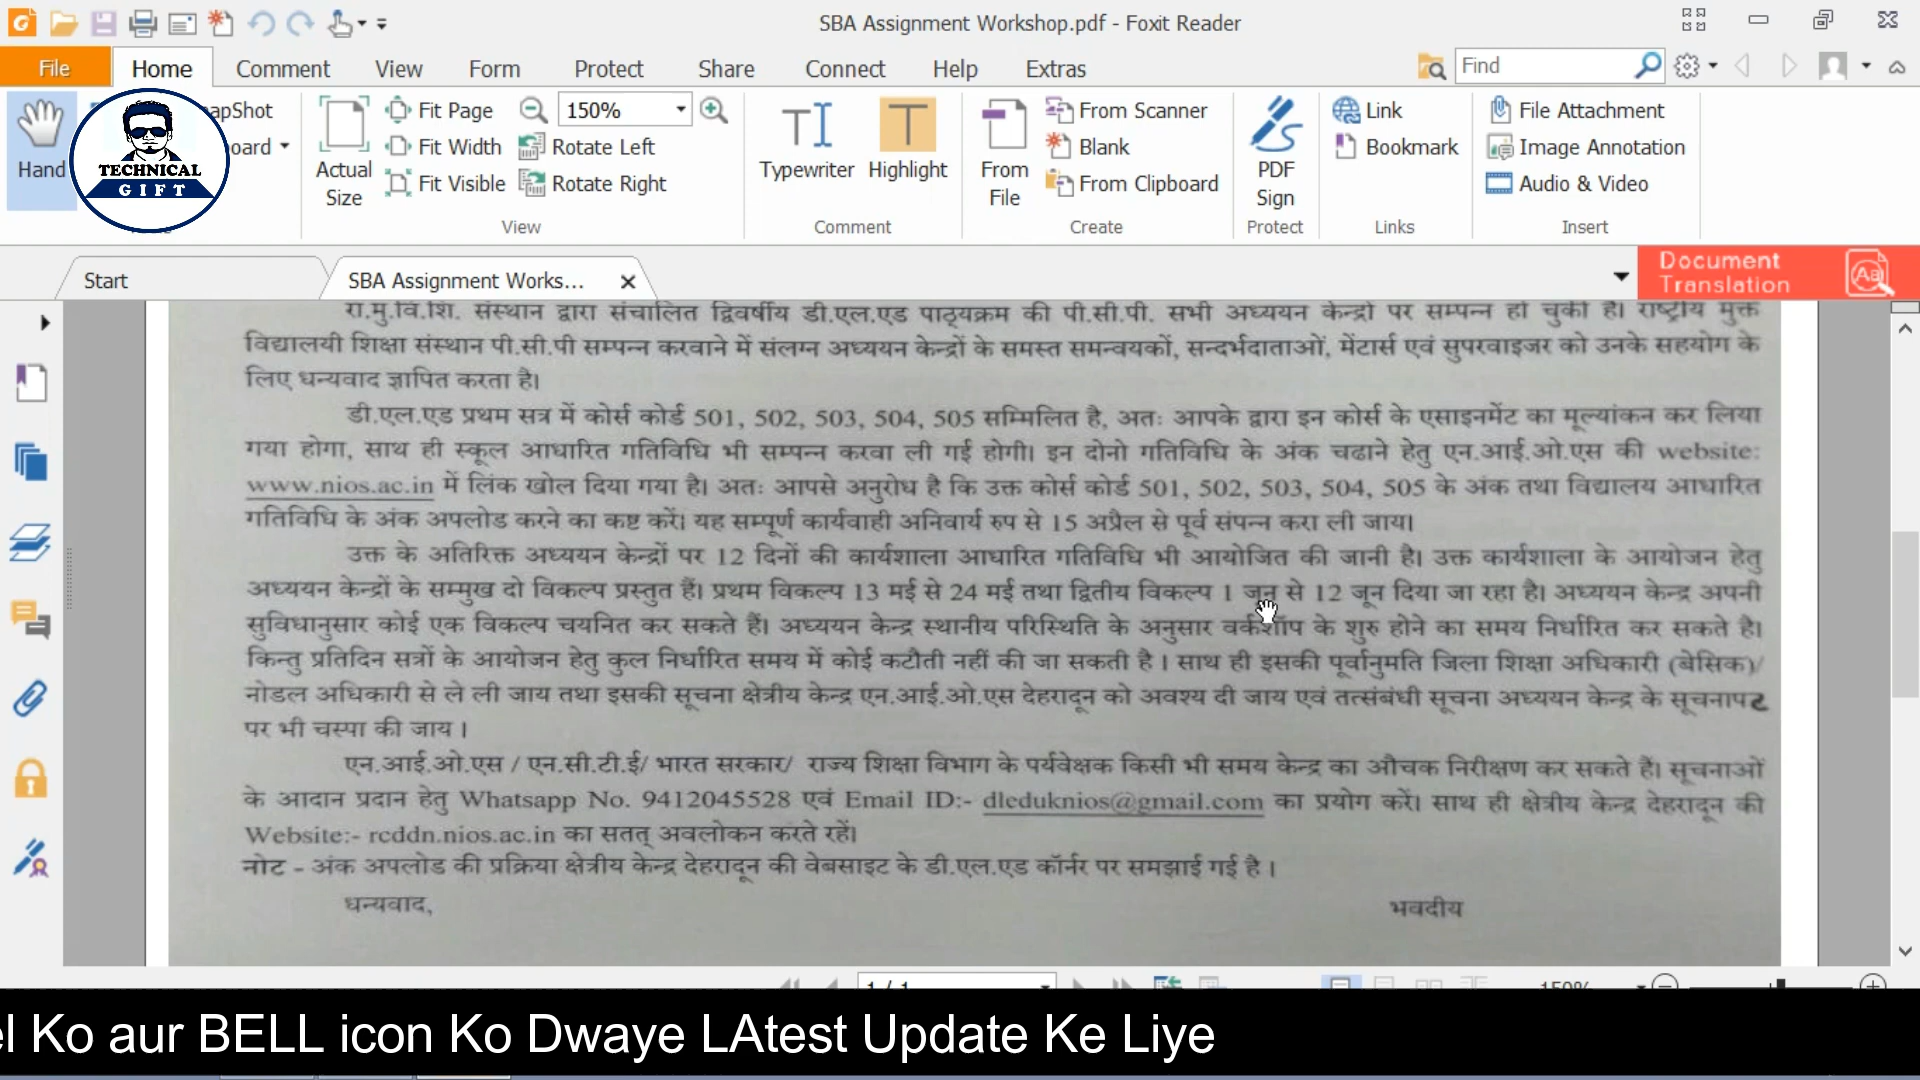 SBA Assignment Workshop.pdf - Foxit Reader
File Home Comment View Form Protect Share Connect Help Extras Find
Hand
TECHNICAL
GIFT
Actual Size
Fit Page
Fit Width
Fit Visible
150%
Rotate Left
Rotate Right
View
Typewriter Highlight
Comment
From File
From Scanner
Blank
From Clipboard
Create
PDF Sign
Protect
Link
Bookmark
Links
File Attachment
Image Annotation
Audio & Video
Insert
Start SBA Assignment Works...
Document
Translation
रा.मु.वि.शि. संस्थान द्वारा संचालित द्विवर्षीय डी.एल.एड पाठ्यक्रम की पी.सी.पी. सभी अध्ययन केन्द्रों पर सम्पन्न हो चुकी है। राष्ट्रीय मुक्त
विद्यालयी शिक्षा संस्थान पी.सी.पी सम्पन्न करवाने में संलग्न अध्ययन केन्द्रों के समस्त समन्वयकों, सन्दर्भदाताओं, मेंटार्स एवं सुपरवाइजर को उनके सहयोग के
लिए धन्यवाद ज्ञापित करता है।
डी.एल.एड प्रथम सत्र में कोर्स कोर्ड 501, 502, 503, 504, 505 सम्मिलित है, अतः आपके द्वारा इन कोर्स के एसाइनमेंट का मूल्यांकन कर लिया
गया होगा, साथ ही स्कूल आधारित गतिविधि भी सम्पन्न करवा ली गई होगी। इन दोनो गतिविधि के अंक चढाने हेतु एन.आई.ओ.एस की website:
www.nios.ac.in में लिंक खोल दिया गया है। अतः आपसे अनुरोध है कि उक्त कोर्स कोर्ड 501, 502, 503, 504, 505 के अंक तथा विद्यालय आधारित
गतिविधि के अंक अपलोड करने का कष्ट करें। यह सम्पूर्ण कार्यवाही अनिवार्य रुप से 15 अप्रैल से पूर्व संपन्न करा ली जाय।
उक्त के अतिरिक्त अध्ययन केन्द्रों पर 12 दिनों की कार्यशाला आधारित गतिविधि भी आयोजित की जानी है। उक्त कार्यशाला के आयोजन हेतु
अध्ययन केन्द्रों के सम्मुख दो विकल्प प्रस्तुत हैं। प्रथम विकल्प 13 मई से 24 मई तथा द्वितीय विकल्प 1 जून से 12 जून दिया जा रहा है। अध्ययन केन्द्र अपनी
सुविधानुसार कोई एक विकल्प चयनित कर सकते हैं। अध्ययन केन्द्र स्थानीय परिस्थिति के अनुसार वर्कशॉप के शुरु होने का समय निर्धारित कर सकते है।
किन्तु प्रतिदिन सत्रों के आयोजन हेतु कुल निर्धारित समय में कोई कटौती नहीं की जा सकती है । साथ ही इसकी पूर्वानुमति जिला शिक्षा अधिकारी (बेसिक)/
नोडल अधिकारी से ले ली जाय तथा इसकी सूचना क्षेत्रीय केन्द्र एन.आई.ओ.एस देहरादून को अवश्य दी जाय एवं तत्संबंधी सूचना अध्ययन केन्द्र के सूचनापट
पर भी चस्पा की जाय ।
एन.आई.ओ.एस / एन.सी.टी.ई/ भारत सरकार/ राज्य शिक्षा विभाग के पर्यवेक्षक किसी भी समय केन्द्र का औचक निरीक्षण कर सकते हैं। सूचनाओं
के आदान प्रदान हेतु Whatsapp No. 9412045528 एवं Email ID:- dleduknios@gmail.com का प्रयोग करें। साथ ही क्षेत्रीय केन्द्र देहरादून की
Website:- rcddn.nios.ac.in का सतत् अवलोकन करते रहें।
नोट - अंक अपलोड की प्रक्रिया क्षेत्रीय केन्द्र देहरादून की वेबसाइट के डी.एल.एड कॉर्नर पर समझाई गई है ।
धन्यवाद, भवदीय
1 / 1 150%
Ko aur BELL icon Ko Dwaye LAtest Update Ke Liye